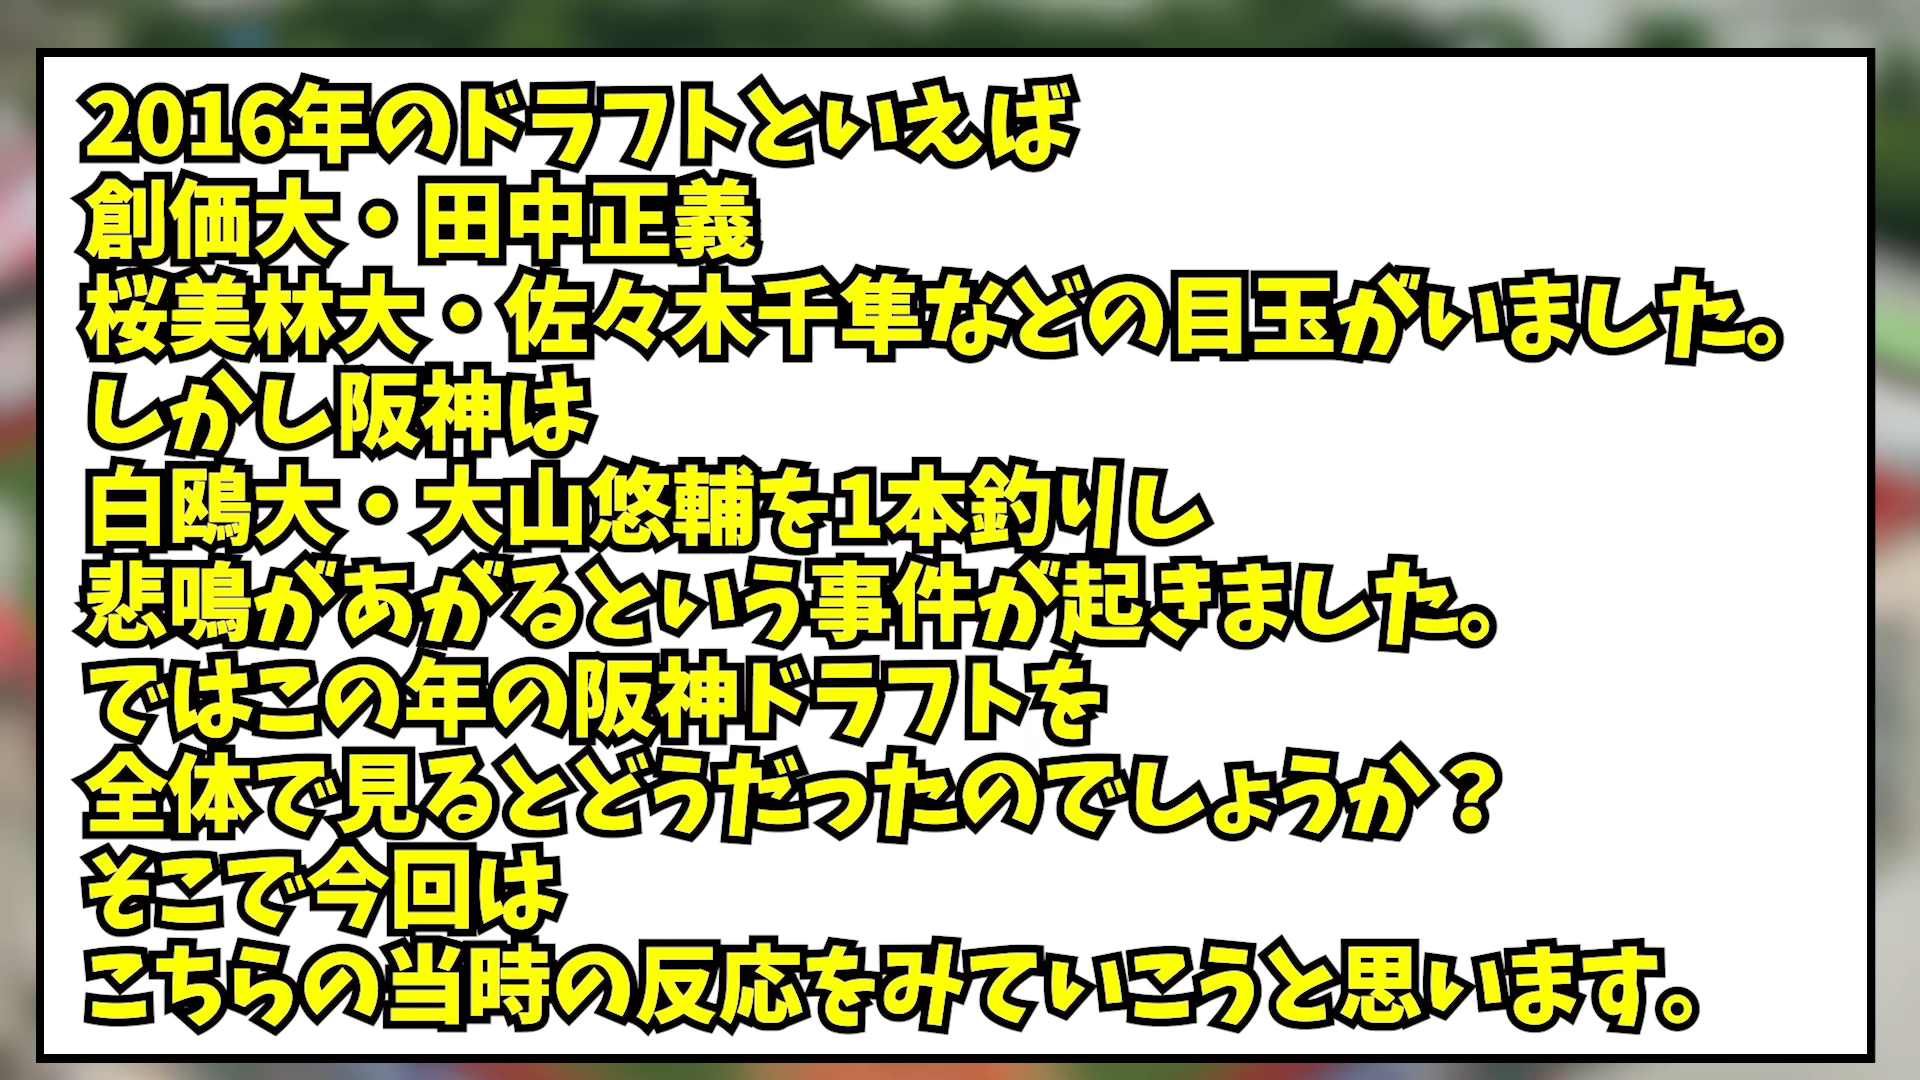 2016年のドラフトといえば
創価大・田中正義
桜美林大・佐々木千隼などの目玉がいました。
しかし阪神は
白鴎大・大山悠輔を1本釣りし
悲鳴があがるという事件が起きました。
ではこの年の阪神ドラフトを
全体で見るとどうだったのでしょうか？
そこで今回は
こちらの当時の反応をみていこうと思います。